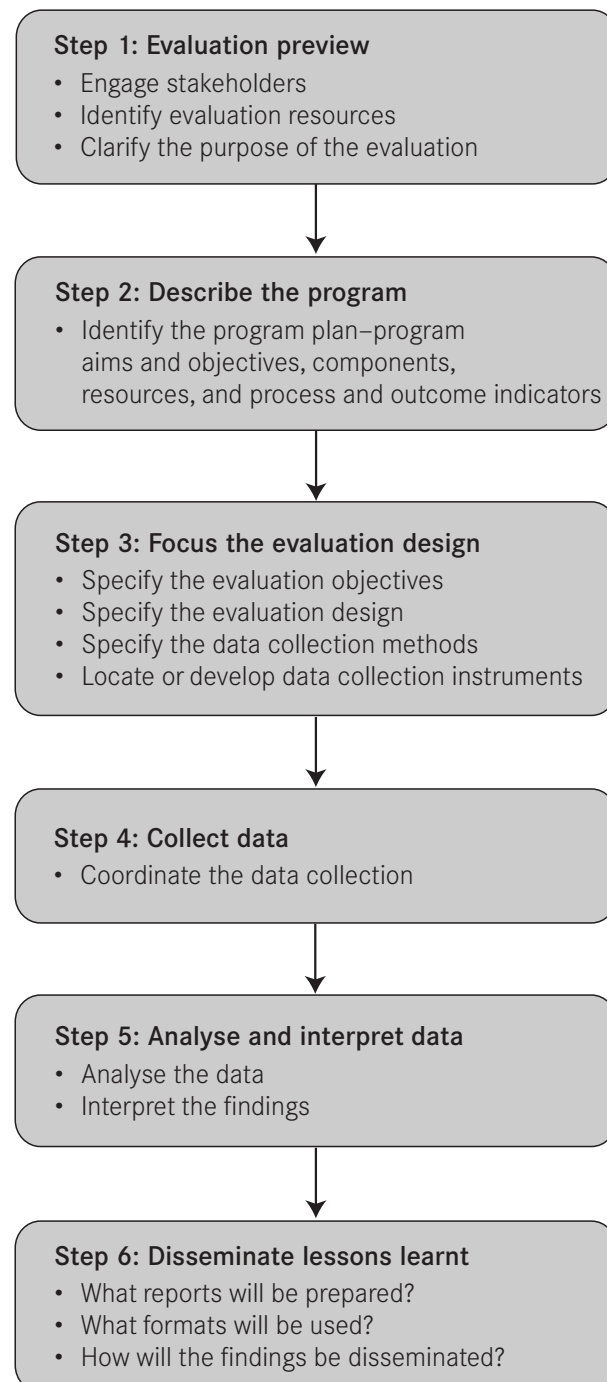 Step 1: Evaluation preview
• Engage stakeholders
• Identify evaluation resources
• Clarify the purpose of the evaluation
Step 2: Describe the program
• Identify the program plan–program
aims and objectives, components,
resources, and process and outcome indicators
Step 3: Focus the evaluation design
• Specify the evaluation objectives
• Specify the evaluation design
• Specify the data collection methods
• Locate or develop data collection instruments
Step 4: Collect data
• Coordinate the data collection
Step 5: Analyse and interpret data
• Analyse the data
• Interpret the findings
Step 6: Disseminate lessons learnt
• What reports will be prepared?
• What formats will be used?
• How will the findings be disseminated?